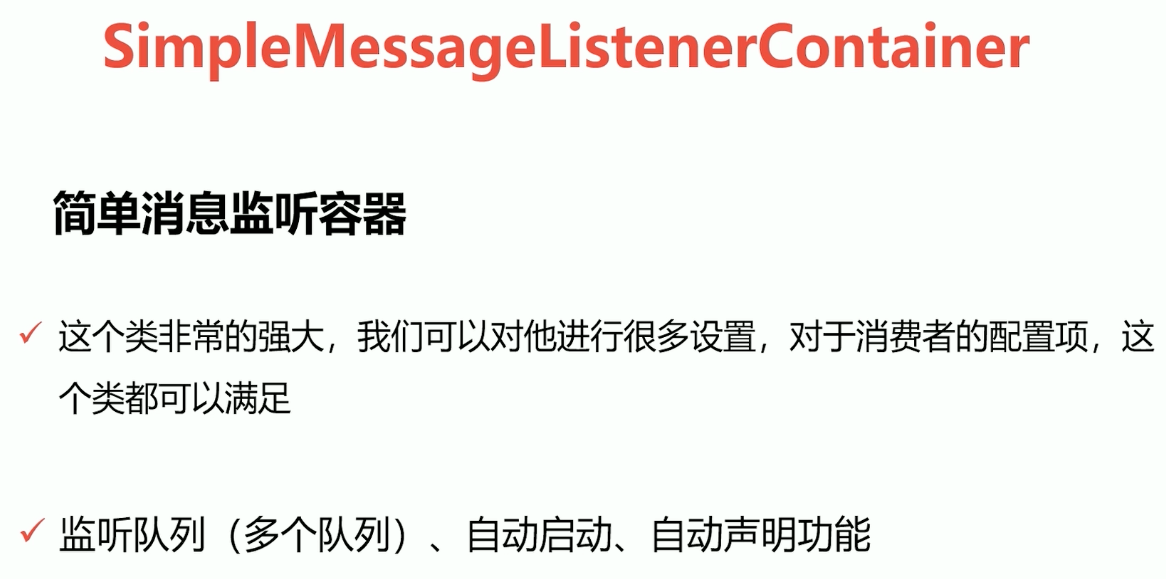 SimpleMessageListenerContainer
简单消息监听容器
✓ 这个类非常的强大，我们可以对他进行很多设置，对于消费者的配置项，这
个类都可以满足
✓ 监听队列（多个队列）、自动启动、自动声明功能